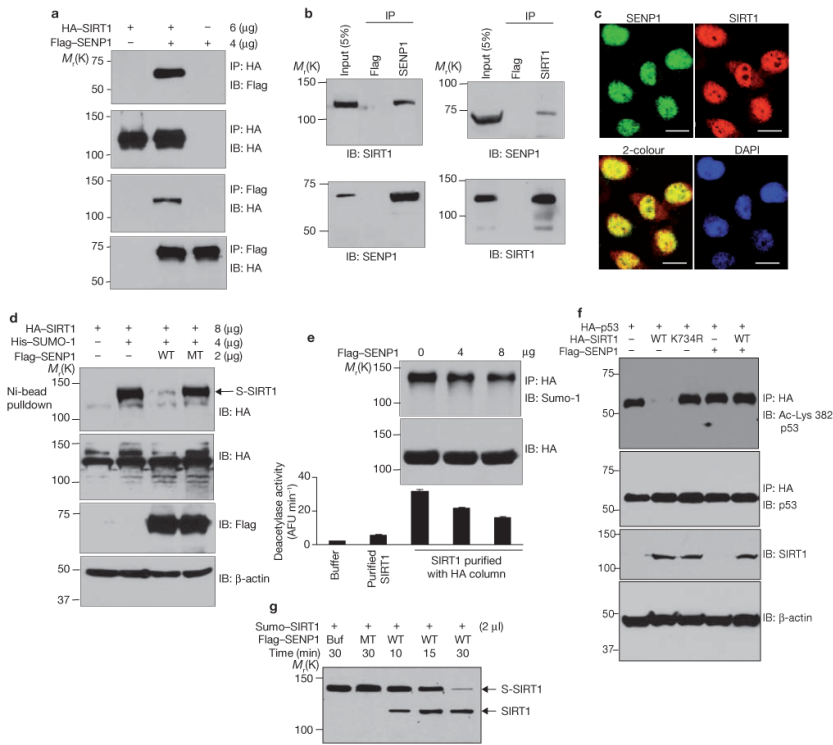 a
HA–SIRT1 + + – 6 (μg)
Flag–SENP1 – + + 4 (μg)
Mr(K)
75
50
IP: HA
IB: Flag
150
100
IP: HA
IB: HA
150
100
IP: Flag
IB: HA
75
50
IP: Flag
IB: HA
b
IP
Input (5%) Flag SENP1
Mr(K)
150
100
IB: SIRT1
50
IB: SENP1
IP
Input (5%) Flag SIRT1
Mr(K)
75
IB: SENP1
150
100
IB: SIRT1
c
SENP1 SIRT1
2-colour DAPI
d
HA–SIRT1 + + + + 8 (μg)
His–SUMO-1 – + + + 4 (μg)
Flag–SENP1 – – WT MT 2 (μg)
Mr(K)
Ni-bead
pulldown
150
100
S-SIRT1
IB: HA
150
100
IB: HA
75
IB: Flag
50
37
IB: β-actin
e
Flag–SENP1 0 4 8 μg
Mr(K)
150
100
IP: HA
IB: Sumo-1
150
100
IB: HA
Deacetylase activity
(AFU min–1)
40
20
0
Buffer
Purified
SIRT1
SIRT1 purified
with HA column
f
HA–p53 + + + + +
HA–SIRT1 – WT K734R – WT
Flag–SENP1 – – – + +
Mr(K)
75
50
IP: HA
IB: Ac-Lys 382
p53
75
50
IP: HA
IB: p53
150
100
IB: SIRT1
50
37
IB: β-actin
g
Sumo–SIRT1 + + + + + (2 μl)
Flag–SENP1 Buf MT WT WT WT
Time (min) 30 30 10 15 30
Mr(K)
150
100
S-SIRT1
SIRT1